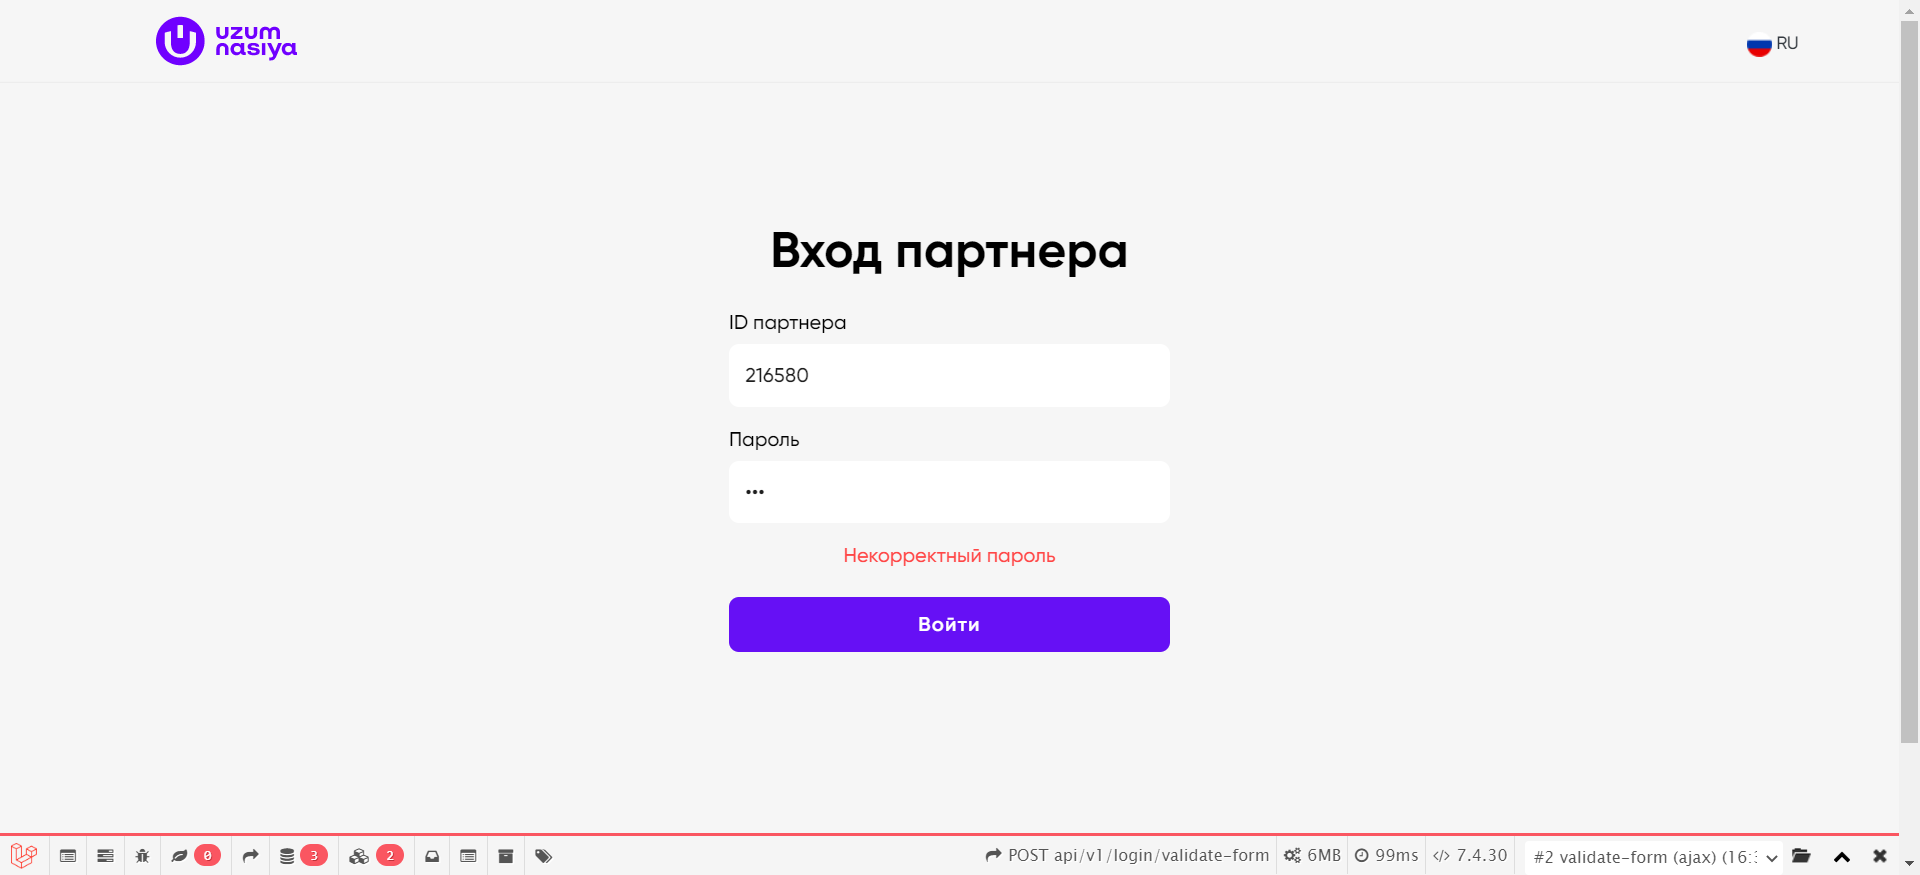 uzum
nasiya
RU
Вход партнера
ID партнера
216580
Пароль
•••
Некорректный пароль
Войти
0
3
2
POST api/v1/login/validate-form
6MB
99ms
7.4.30
#2 validate-form (ajax) (16:3